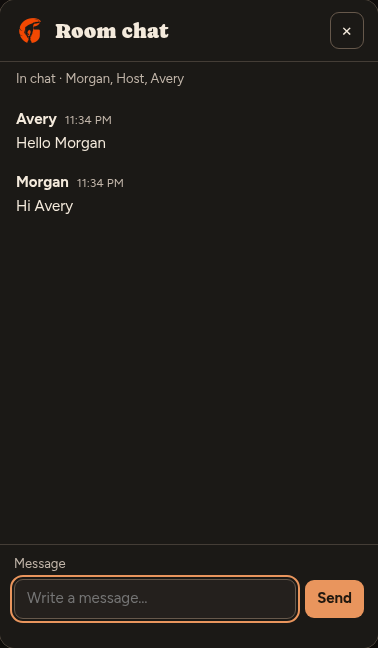 Room chat
×
In chat · Morgan, Host, Avery
Avery 11:34 PM
Hello Morgan
Morgan 11:34 PM
Hi Avery
Message
Write a message...
Send